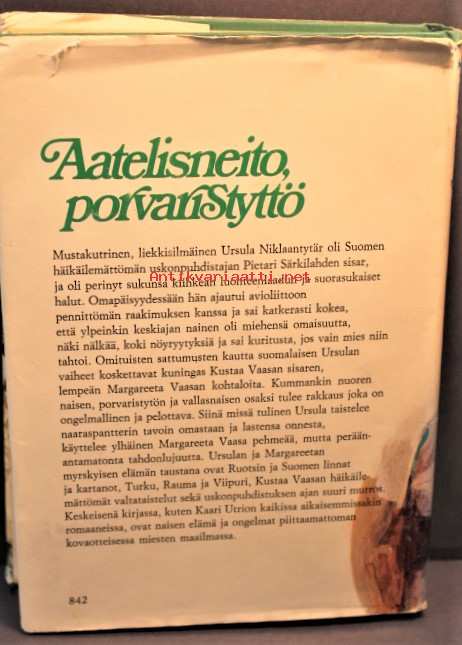 Aatelisneito,
porvaristyttö
Mustakutrinen, liekkisilmäinen Ursula Niklaantytär oli Suomen
häikäilemättömän uskonpuhdistajan Pietari Särkilahden sisar,
ja oli perinyt sukunsa kiihkeän luonteenlaadun ja suorasukaiset
Antikvariaatti.net
halut. Omapäisyydessään hän ajautui avioliittoon
pennittömän raakimuksen kanssa ja sai katkerasti kokea,
että ylpeinkin keskiajan nainen oli miehensä omaisuutta,
näki nälkää, koki nöyryytyksiä ja sai kuritusta, jos vain mies niin
tahtoi. Omituisten sattumusten kautta suomalaisen Ursulan
vaiheet koskettavat kuningas Kustaa Vaasan sisaren,
lempeän Margareeta Vaasan kohtaloita. Kummankin nuoren
naisen, porvaristytön ja vallasnaisen osaksi tulee rakkaus joka on
ongelmallinen ja pelottava. Siinä missä tulinen Ursula taistelee
naaraspantterin tavoin omastaan ja lastensa onnesta,
käyttelee ylhäinen Margareeta Vaasa pehmeää, mutta perään-
antamatonta tahdonlujuutta. Ursulan ja Margareetan
myrskyisen elämän taustana ovat Ruotsin ja Suomen linnat
ja kartanot, Turku, Rauma ja Viipuri, Kustaa Vaasan häikäile-
mättömät valtataistelut sekä uskonpuhdistuksen ajan suuri murros.
Keskeisenä kirjassa, kuten Kaari Utrion kaikissa aikaisemmissakin
romaaneissa, ovat naisen elämä ja ongelmat piittaamattoman
kovaotteisessa miesten maailmassa.
842